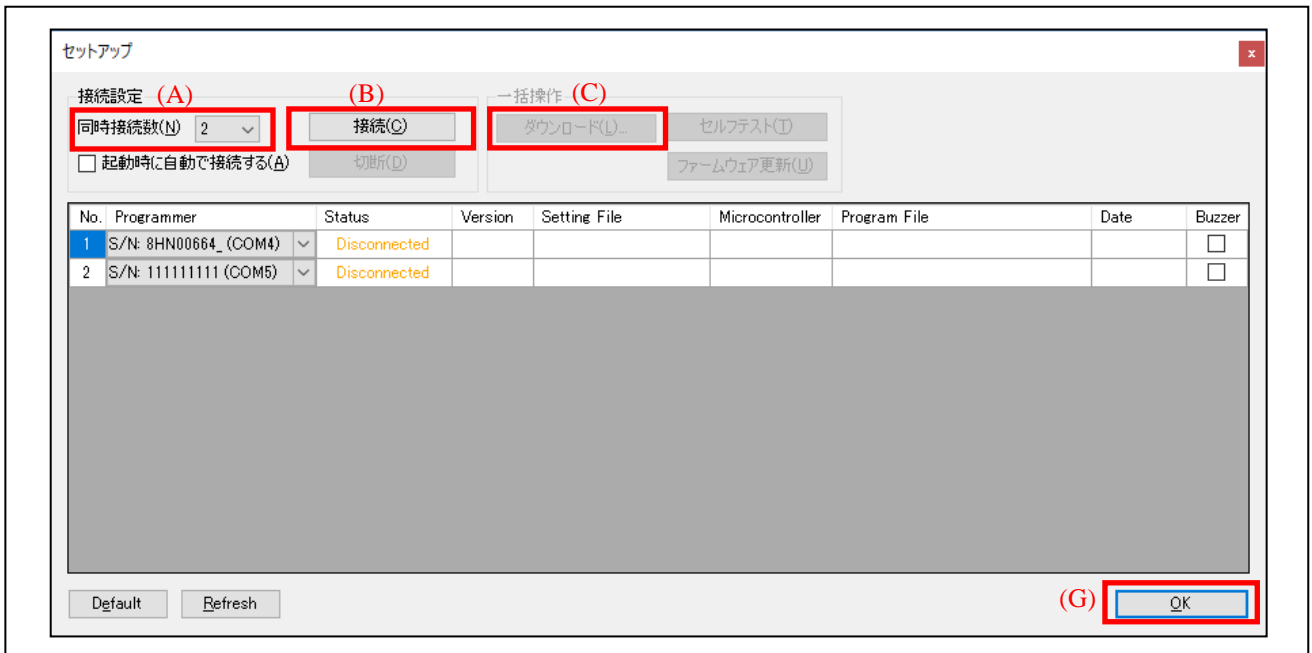 セットアップ
x
接続設定 (A) (B) 一括操作 (C)
同時接続数(N) 2 接続(C) ダウンロード(L)... セルフテスト(T)
起動時に自動で接続する(A) 切断(D) ファームウェア更新(U)
No. Programmer Status Version Setting File Microcontroller Program File Date Buzzer
1 S/N: 8HN00664_ (COM4) Disconnected
2 S/N: 111111111 (COM5) Disconnected
Default Refresh (G) OK